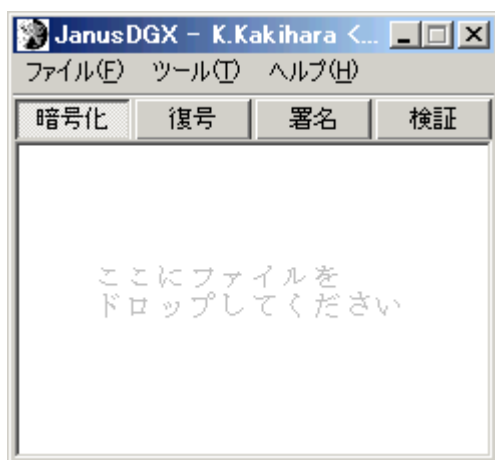 JanusDGX - K.Kakihara <...
ファイル(F) ツール(T) ヘルプ(H)
暗号化 復号 署名 検証
ここにファイルを
ドロップしてください